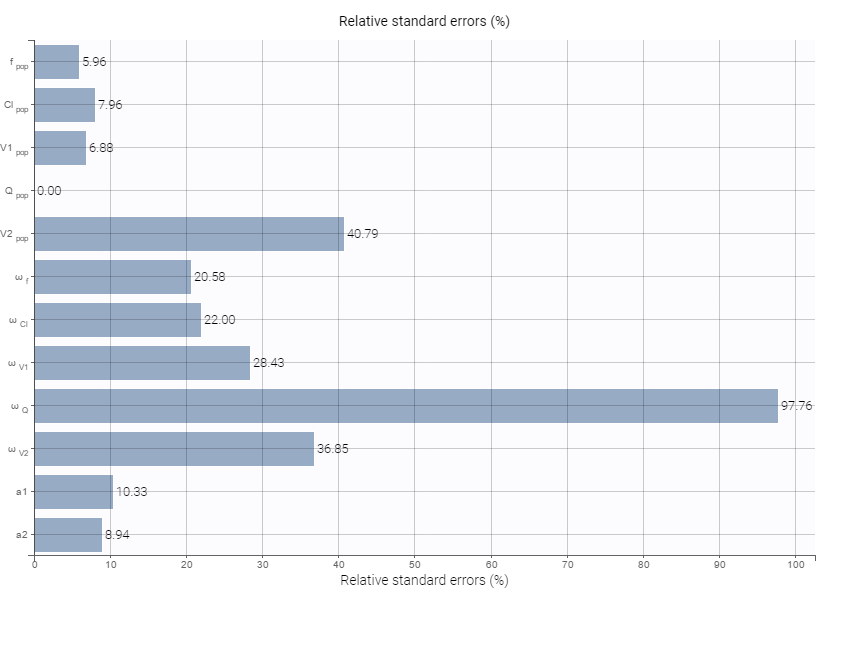 Relative standard errors (%)
f pop 5.96
Cl pop 7.96
V1 pop 6.88
Q pop 0.00
V2 pop 40.79
ω f 20.58
ω Cl 22.00
ω V1 28.43
ω Q 97.76
ω V2 36.85
a1 10.33
a2 8.94
0 10 20 30 40 50 60 70 80 90 100
Relative standard errors (%)